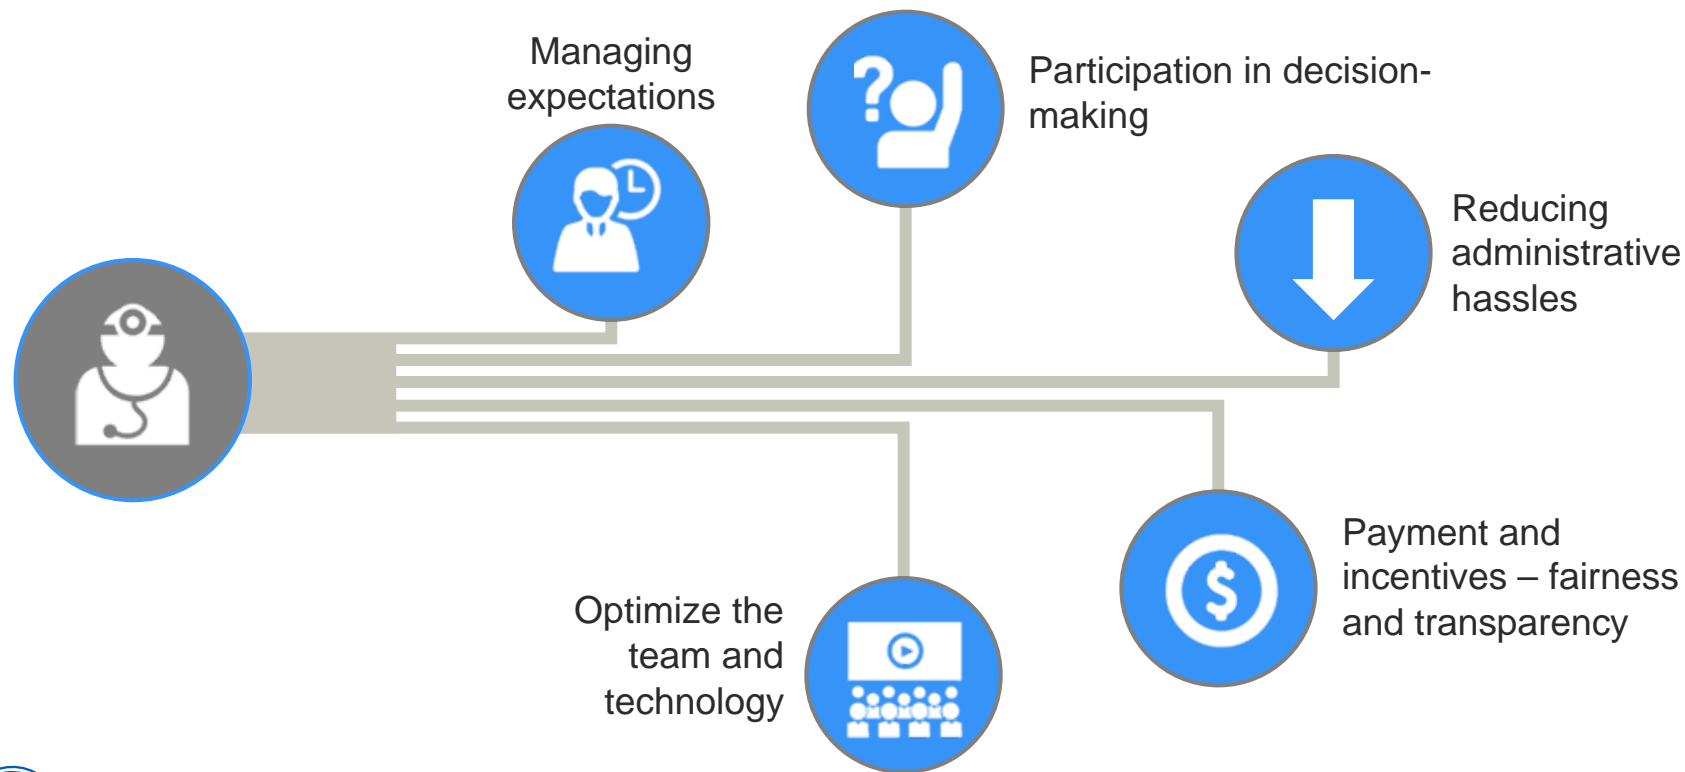 Managing
expectations
Participation in decision-
making
Reducing
administrative
hassles
Payment and
incentives – fairness
and transparency
Optimize the
team and
technology